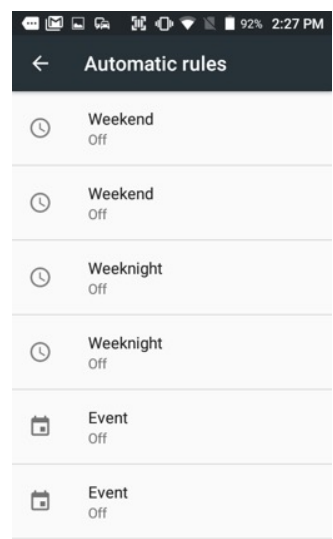 92% 2:27 PM
Automatic rules
Weekend
Off
Weekend
Off
Weeknight
Off
Weeknight
Off
Event
Off
Event
Off